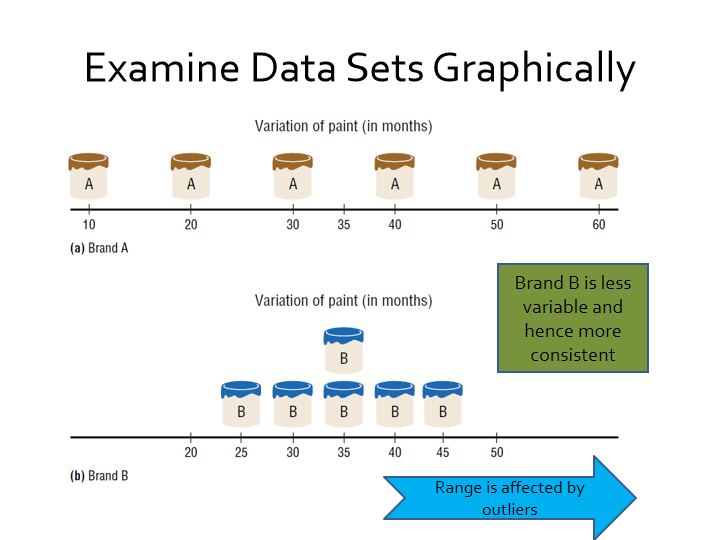 Examine Data Sets Graphically
Variation of paint (in months)
A A A A A A
10 20 30 35 40 50 60
(a) Brand A
Brand B is less
variable and
hence more
consistent
Variation of paint (in months)
B
B B B B B
20 25 30 35 40 45 50
(b) Brand B
Range is affected by
outliers